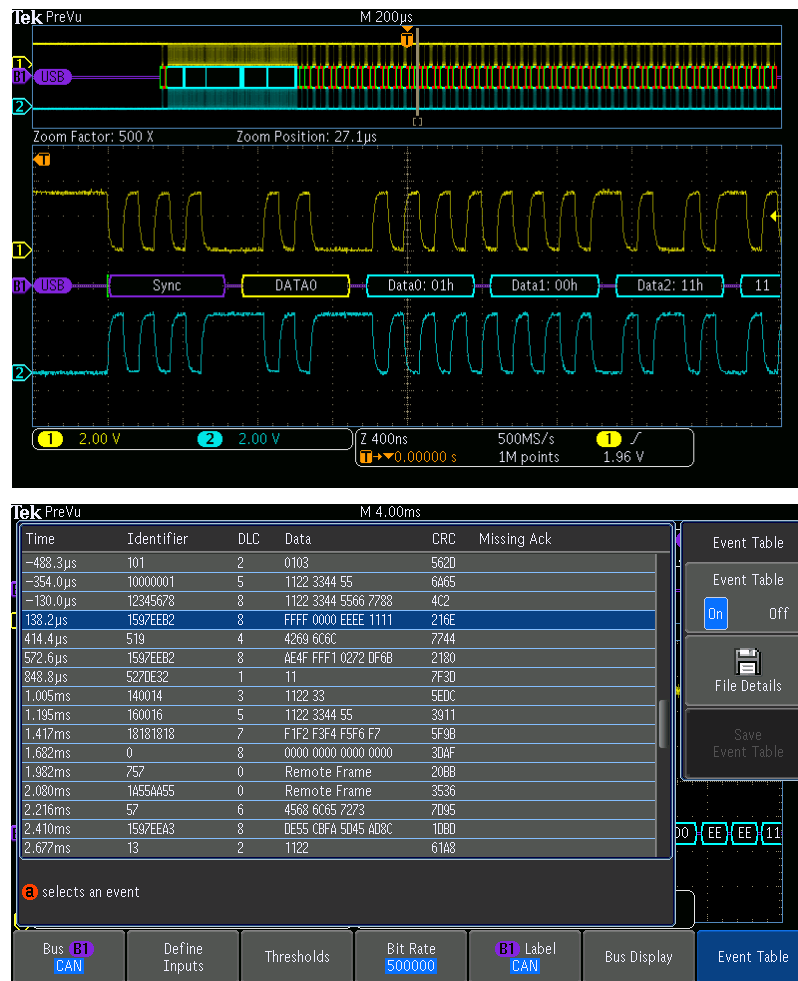 Tek PreVu M 200µs
T
1
B1 USB
2
Zoom Factor: 500 X Zoom Position: 27.1µs
T
1
B1 USB Sync DATA0 Data0: 01h Data1: 00h Data2: 11h 11
2
1 2.00 V 2 2.00 V Z 400ns 500MS/s 1
T→▼0.00000 s 1M points 1.96 V
Tek PreVu M 4.00ms
Time Identifier DLC Data CRC Missing Ack
−488.3µs 101 2 0103 562D
−354.0µs 10000001 5 1122 3344 55 6A65
−130.0µs 12345678 8 1122 3344 5566 7788 4C2
138.2µs 1597EEB2 8 FFFF 0000 EEEE 1111 216E
414.4µs 519 4 4269 6C6C 7744
572.6µs 1597EEB2 8 AE4F FFF1 0272 DF6B 2180
848.8µs 527DE32 1 11 7F3D
1.005ms 140014 3 1122 33 5EDC
1.195ms 160016 5 1122 3344 55 3911
1.417ms 18181818 7 F1F2 F3F4 F5F6 F7 5F9B
1.682ms 0 8 0000 0000 0000 0000 3DAF
1.982ms 757 0 Remote Frame 20BB
2.080ms 1A55AA55 0 Remote Frame 3536
2.216ms 57 6 4568 6C65 7273 7D95
2.410ms 1597EEA3 8 DE55 CBFA 5D45 AD8C 1DBD
2.677ms 13 2 1122 61A8
a selects an event
Event Table
Event Table
On Off
File Details
Save
Event Table
00 EE EE 11
Bus B1
CAN
Define
Inputs
Thresholds
Bit Rate
500000
B1 Label
CAN
Bus Display
Event Table